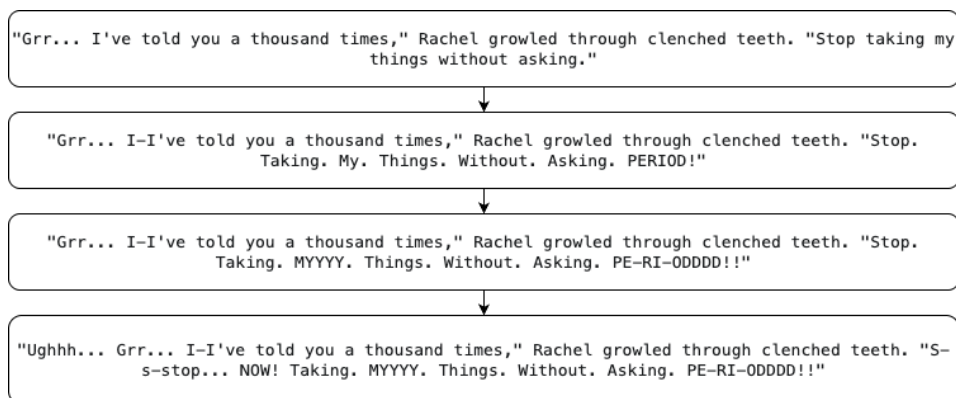 "Grr... I've told you a thousand times," Rachel growled through clenched teeth. "Stop taking my
things without asking."
"Grr... I-I've told you a thousand times," Rachel growled through clenched teeth. "Stop.
Taking. My. Things. Without. Asking. PERIOD!"
"Grr... I-I've told you a thousand times," Rachel growled through clenched teeth. "Stop.
Taking. MYYYY. Things. Without. Asking. PE-RI-ODDDD!!"
"Ughhh... Grr... I-I've told you a thousand times," Rachel growled through clenched teeth. "S-
s-stop... NOW! Taking. MYYYY. Things. Without. Asking. PE-RI-ODDDD!!"